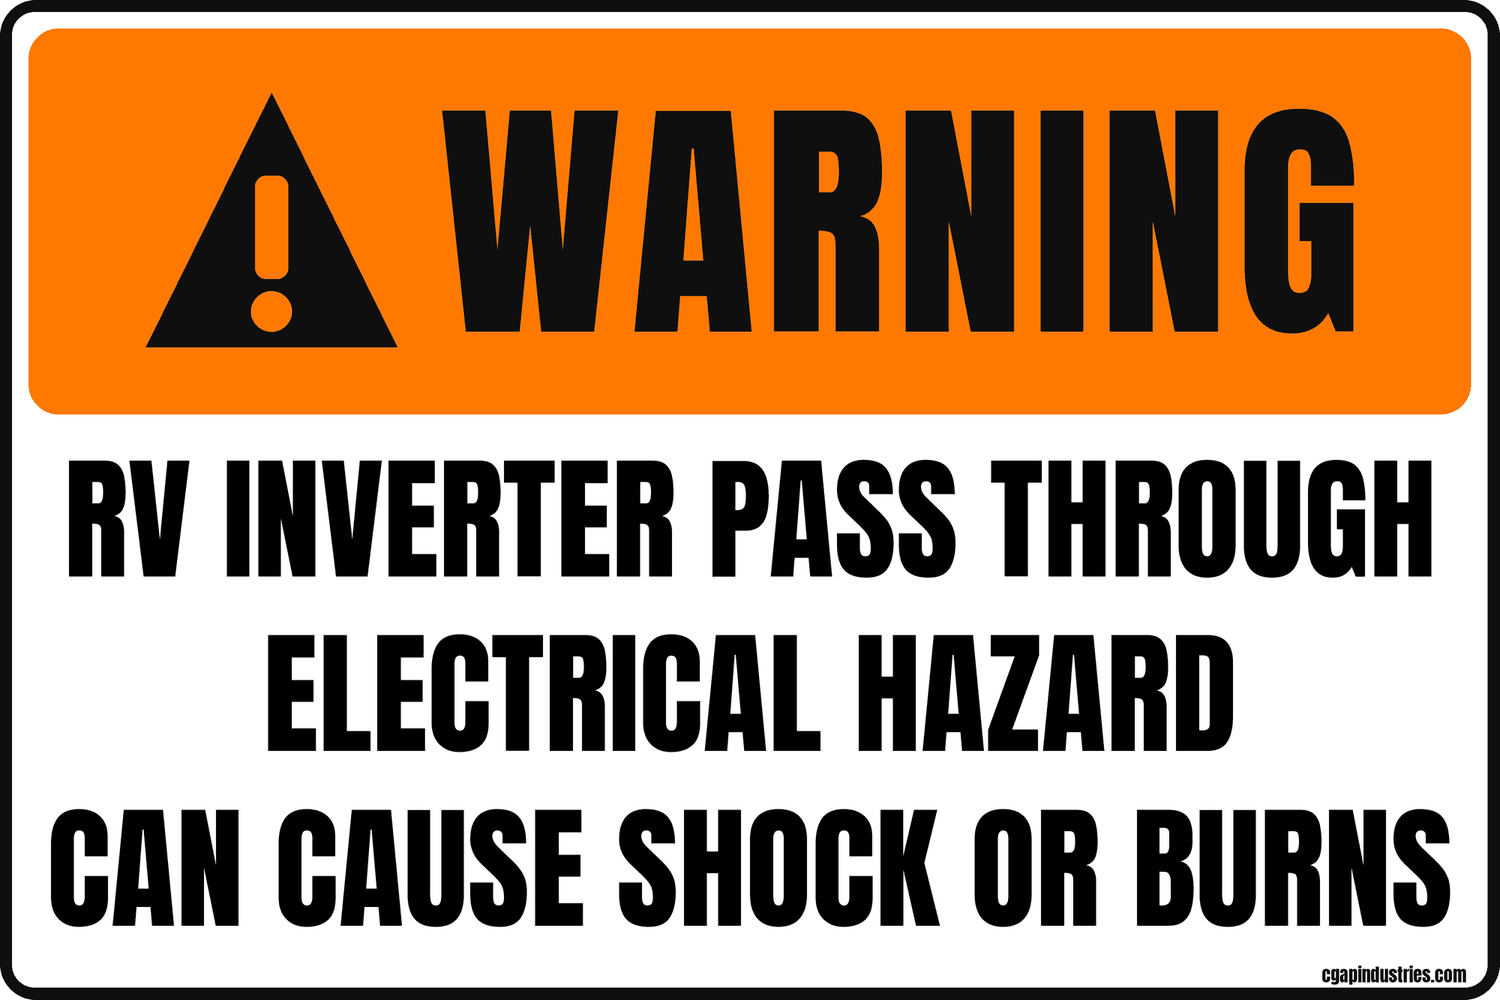 WARNING
RV INVERTER PASS THROUGH
ELECTRICAL HAZARD
CAN CAUSE SHOCK OR BURNS
cgapindustries.com